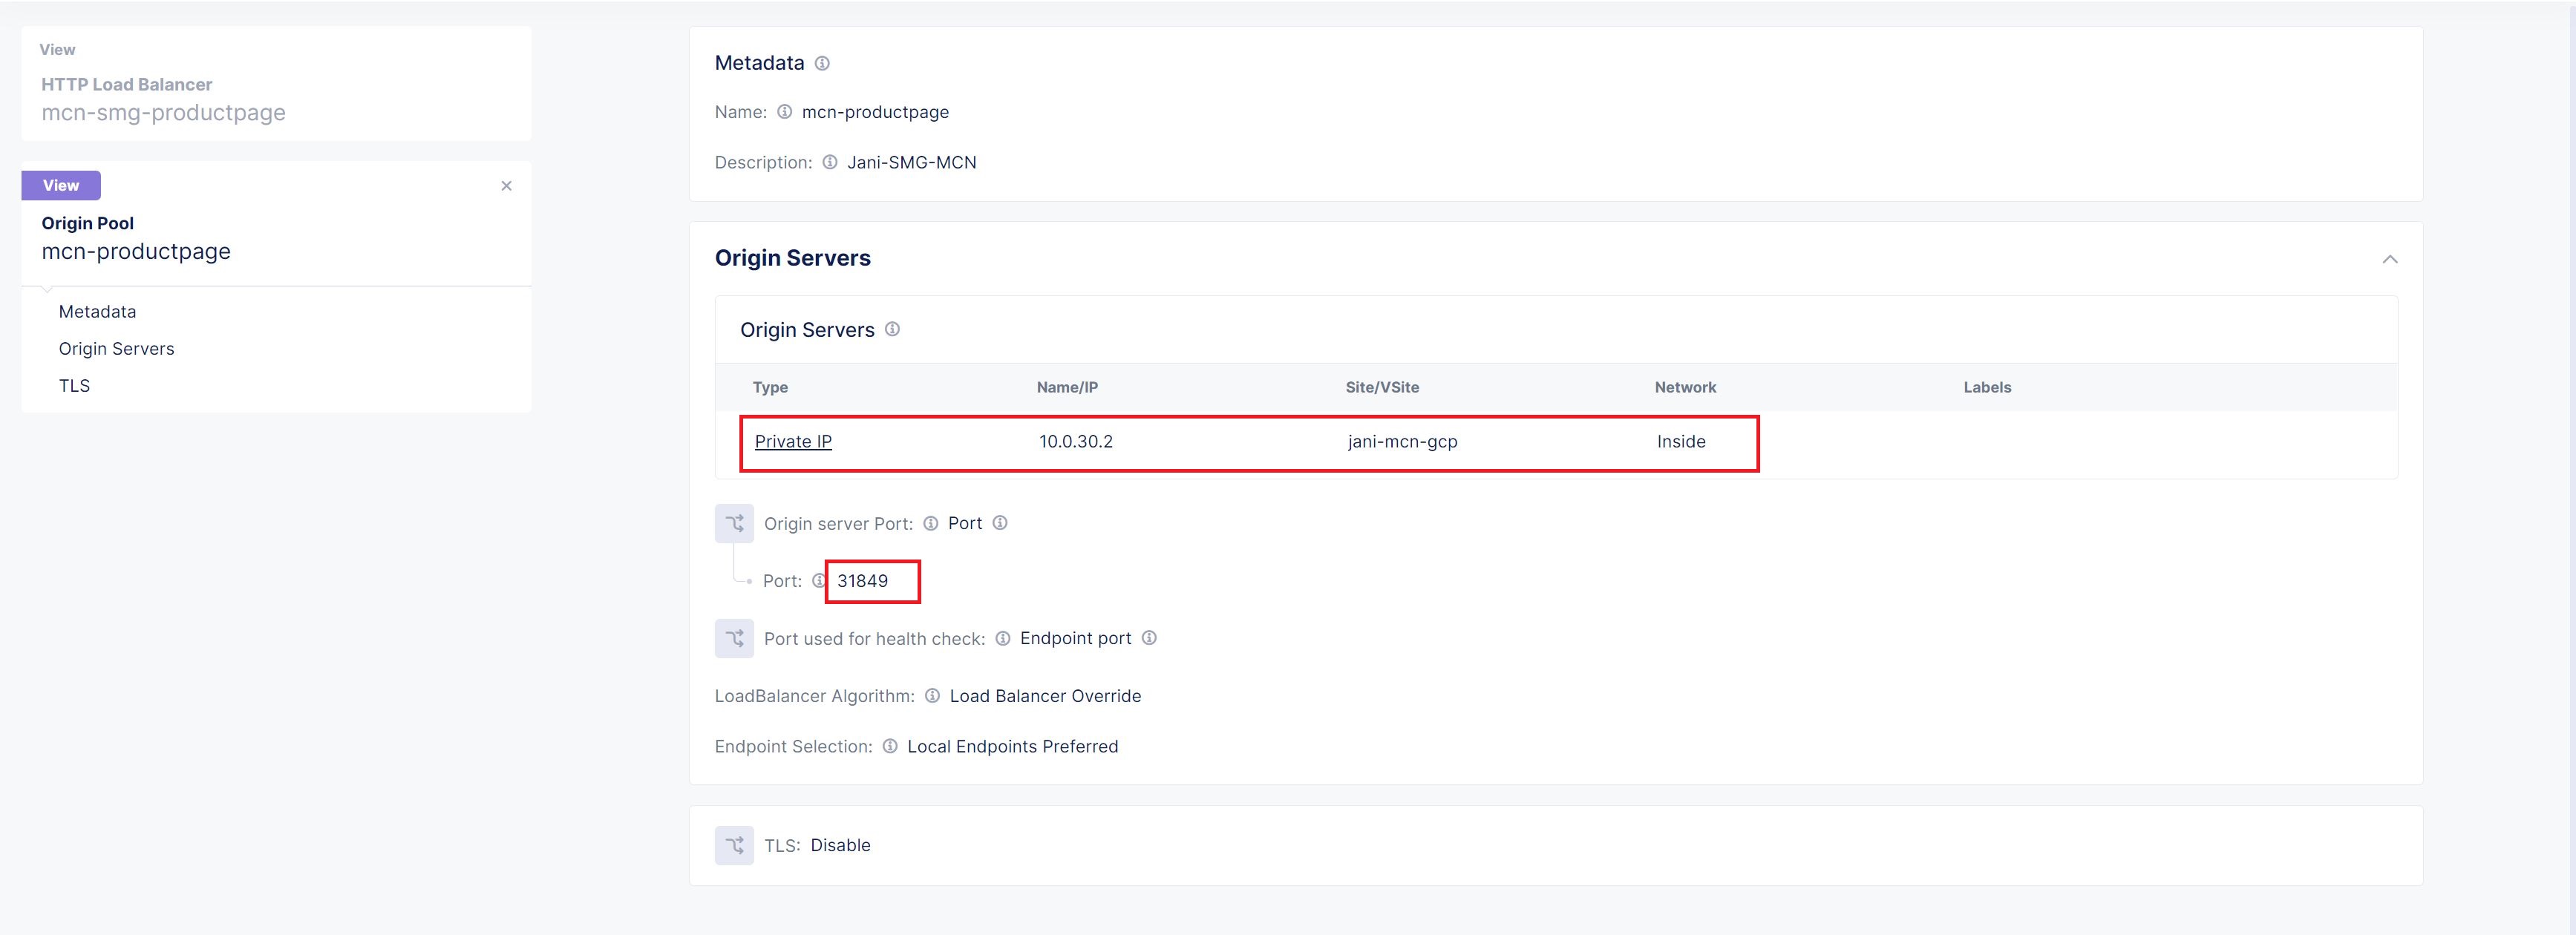 View
HTTP Load Balancer
mcn-smg-productpage
View
Origin Pool
mcn-productpage
Metadata
Origin Servers
TLS
Metadata
Name: mcn-productpage
Description: Jani-SMG-MCN
Origin Servers
Origin Servers
Type Name/IP Site/VSite Network Labels
Private IP 10.0.30.2 jani-mcn-gcp Inside
Origin server Port: Port
Port: 31849
Port used for health check: Endpoint port
LoadBalancer Algorithm: Load Balancer Override
Endpoint Selection: Local Endpoints Preferred
TLS: Disable